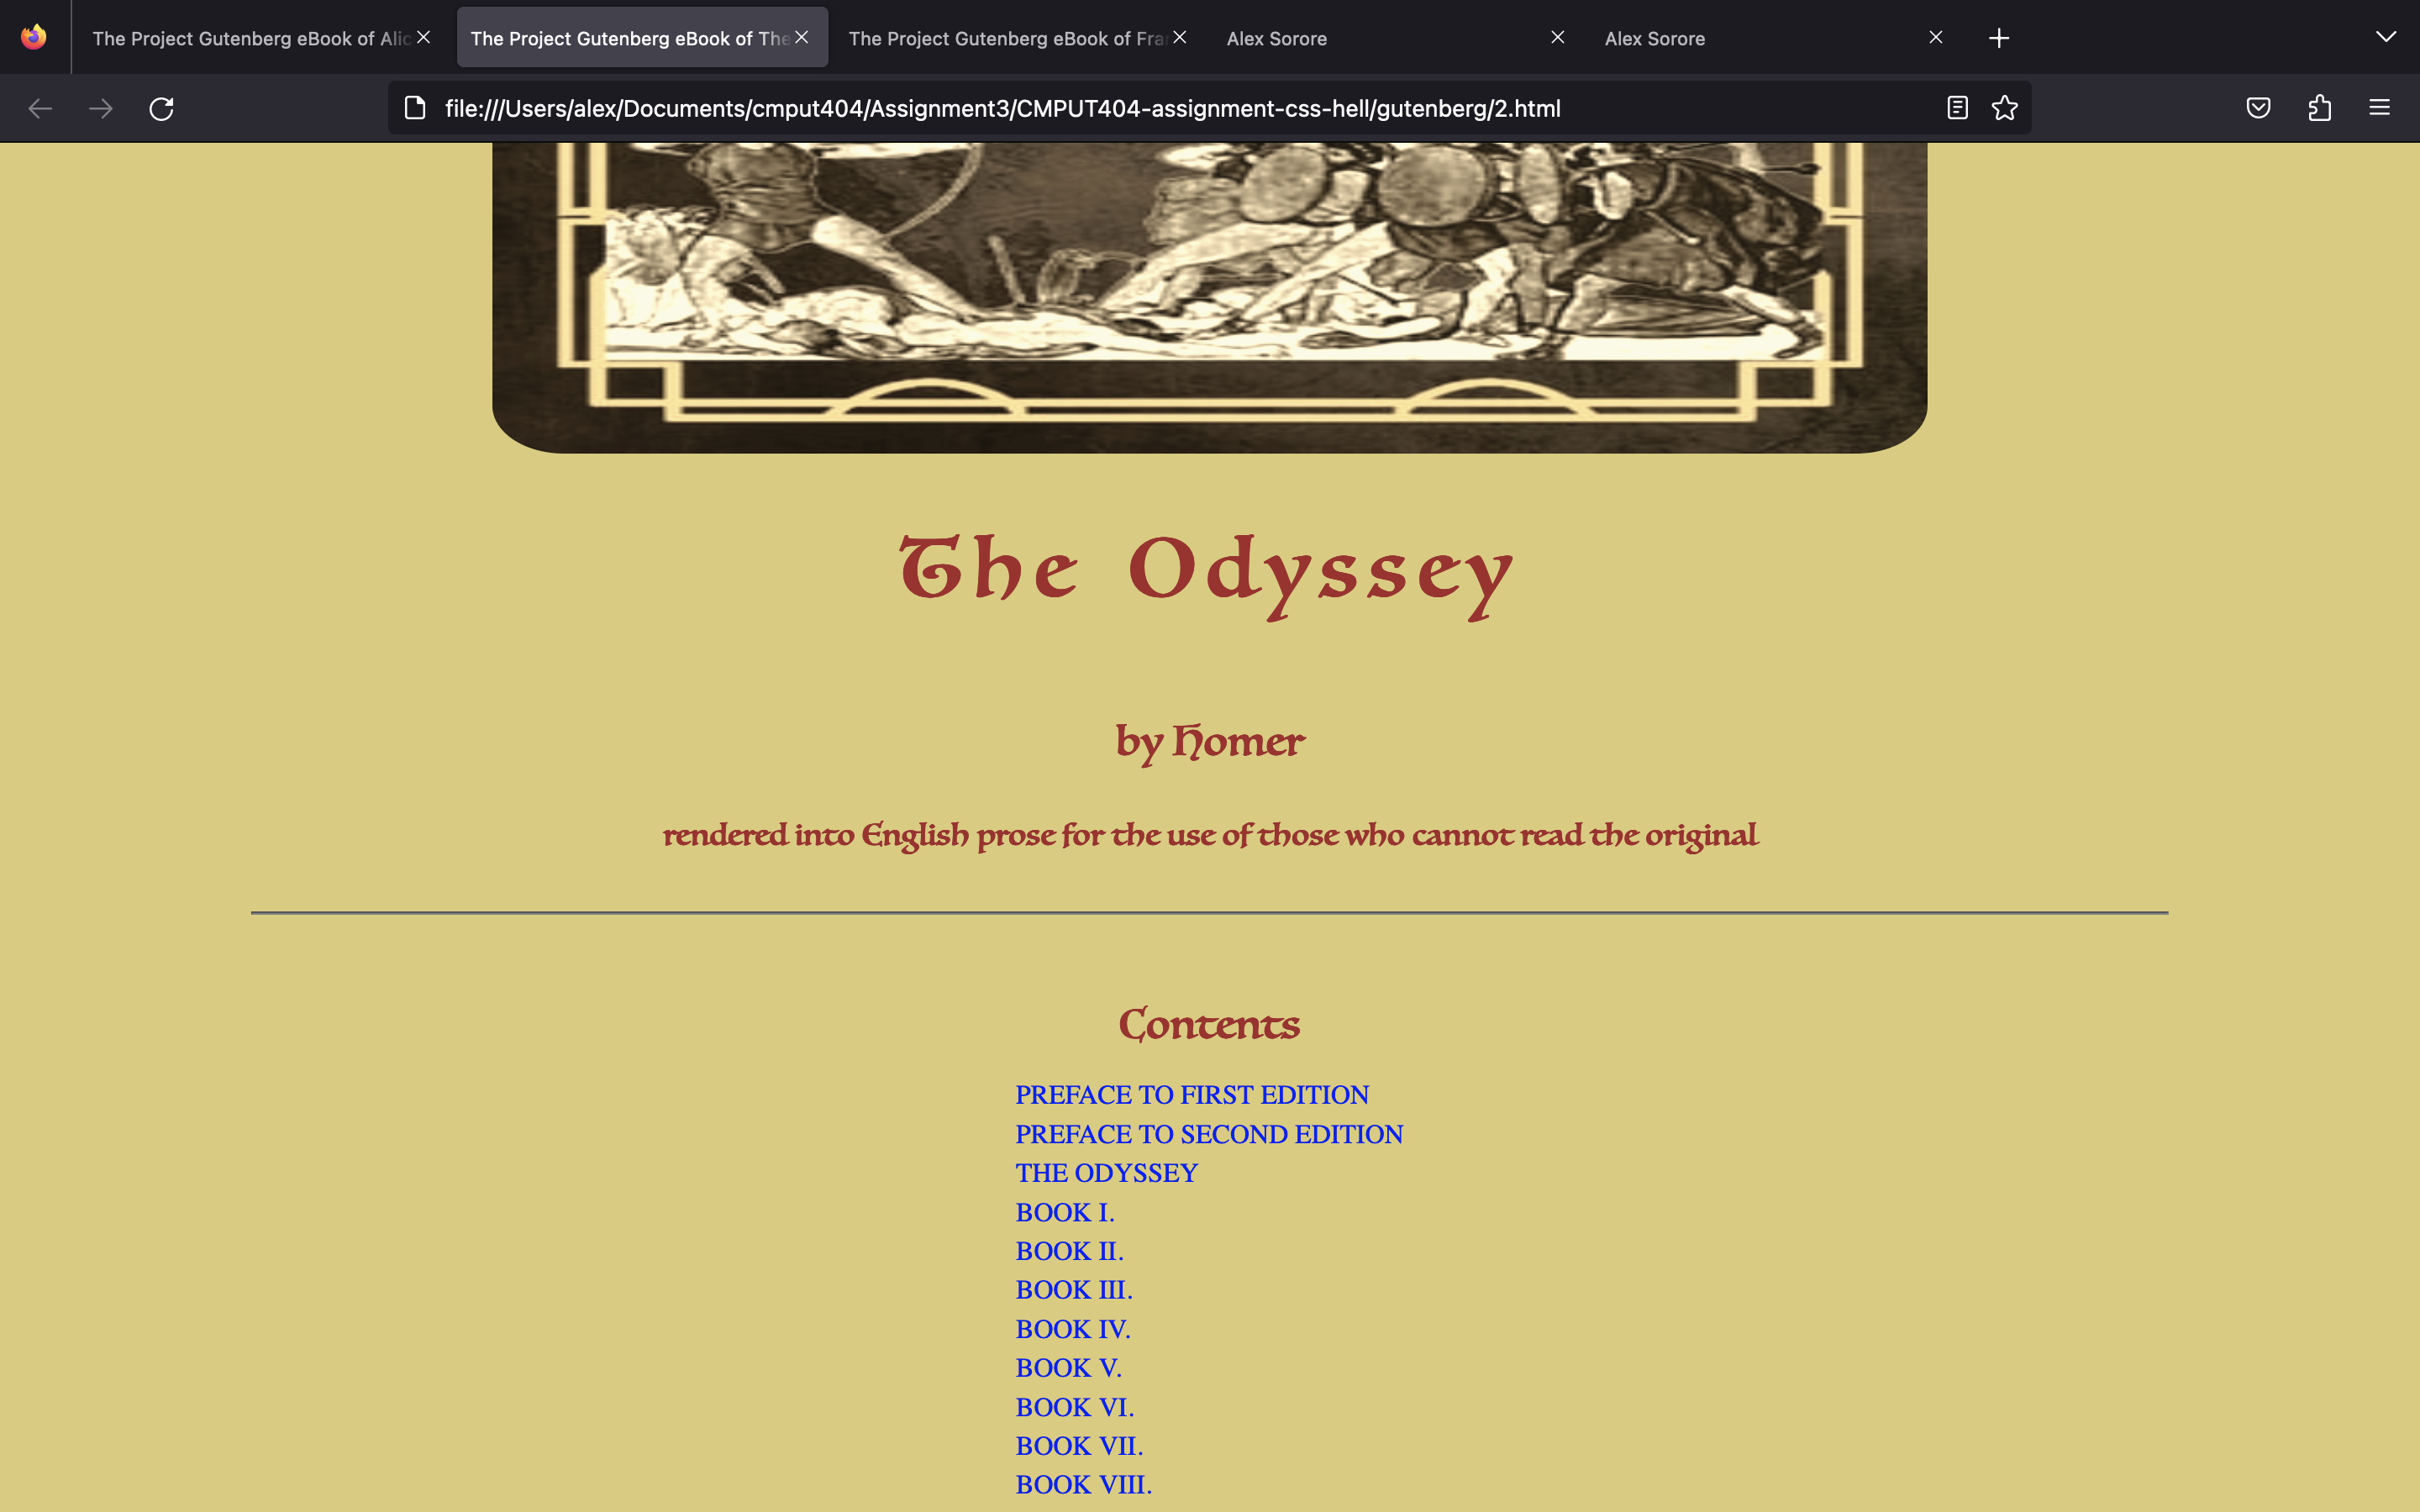 The Project Gutenberg eBook of Alic
The Project Gutenberg eBook of The
The Project Gutenberg eBook of Fra
Alex Sorore
Alex Sorore
file:///Users/alex/Documents/cmput404/Assignment3/CMPUT404-assignment-css-hell/gutenberg/2.html
The Odyssey
by Homer
rendered into English prose for the use of those who cannot read the original
Contents
PREFACE TO FIRST EDITION
PREFACE TO SECOND EDITION
THE ODYSSEY
BOOK I.
BOOK II.
BOOK III.
BOOK IV.
BOOK V.
BOOK VI.
BOOK VII.
BOOK VIII.